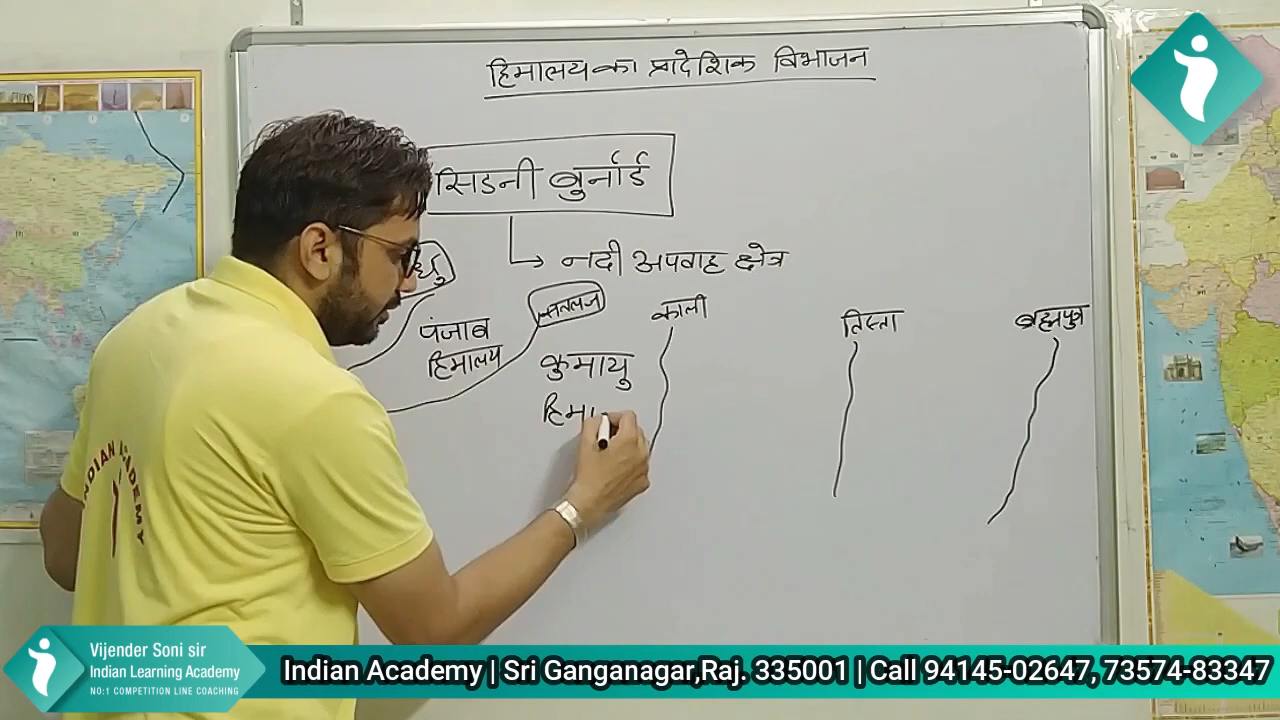 हिमालय का प्रादेशिक विभाजन
सिडनी बुर्नार्ड
नदी अपवाह क्षेत्र
सतलज
काली
तिस्ता
ब्रह्मपुत्र
पंजाब
हिमालय
कुमायु
हिमा
INDIAN ACADEMY
Vijender Soni sir
Indian Learning Academy
NO:1 COMPETITION LINE COACHING
Indian Academy | Sri Ganganagar,Raj. 335001 | Call 94145-02647, 73574-83347